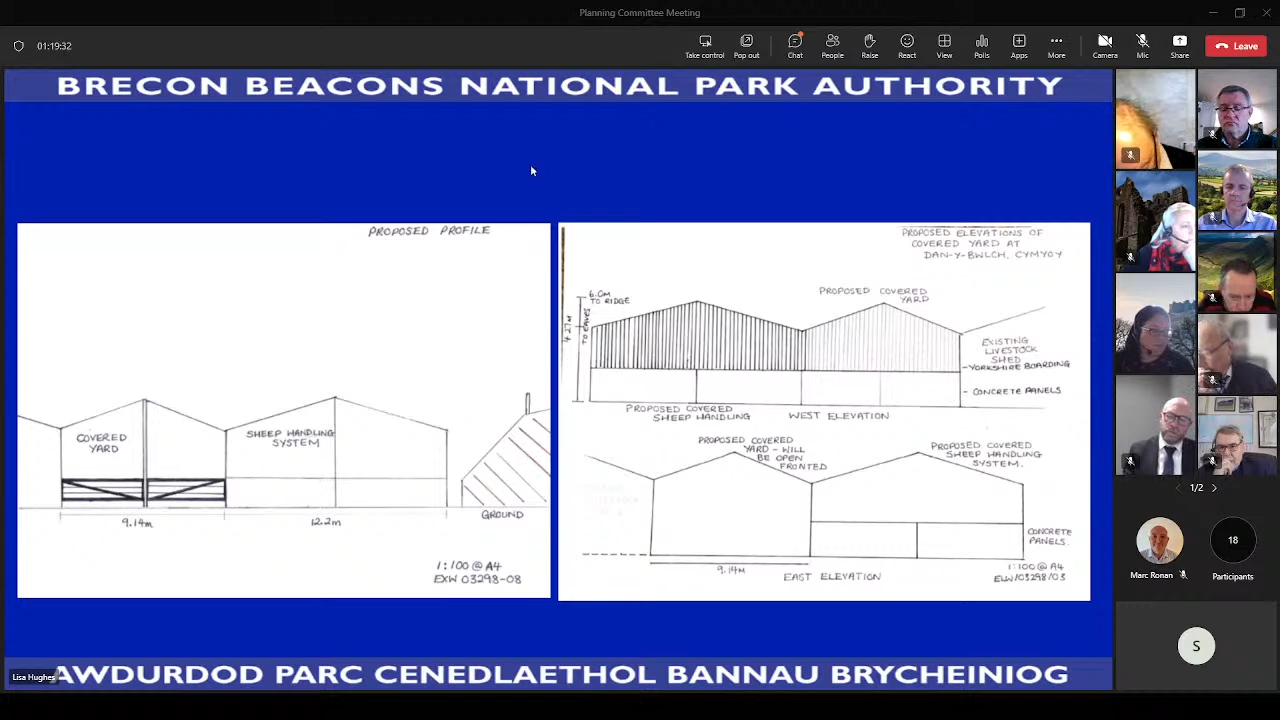 Planning Committee Meeting
01:19:32
Take control
Pop out
Chat
People
Raise
React
View
Polls
Apps
More
Camera
Mic
Share
Leave
BRECON BEACONS NATIONAL PARK AUTHORITY
PROPOSED PROFILE
COVERED
YARD
SHEEP HANDLING
SYSTEM
9.14m
12.2m
GROUND
1:100 @ A4
EXW 03298-08
PROPOSED ELEVATIONS OF
COVERED YARD AT
DAN-Y-BWLCH, CYMYOY
6.0M
TO RIDGE
4.27M
TO EAVES
PROPOSED COVERED
YARD
EXISTING
LIVESTOCK
SHED
-YORKSHIRE BOARDING
- CONCRETE PANELS
PROPOSED COVERED
SHEEP HANDLING
WEST ELEVATION
PROPOSED COVERED
YARD - WILL
BE OPEN
FRONTED
PROPOSED COVERED
SHEEP HANDLING
SYSTEM.
CONCRETE
PANELS.
9.14M
EAST ELEVATION
1:100 @ A4
ELW/03298/03
1/2
Marc Ronan
18
Participants
S
Lisa Hughes
AWDURDOD PARC CENEDLAETHOL BANNAU BRYCHEINIOG